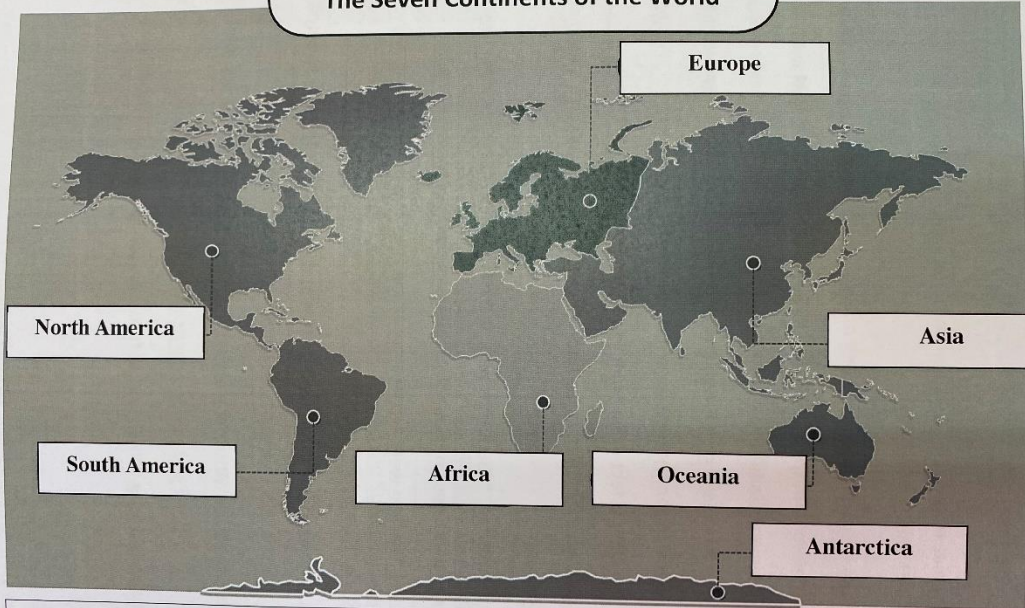 The Seven Continents of the World
Europe
North America
Asia
South America
Africa
Oceania
Antarctica